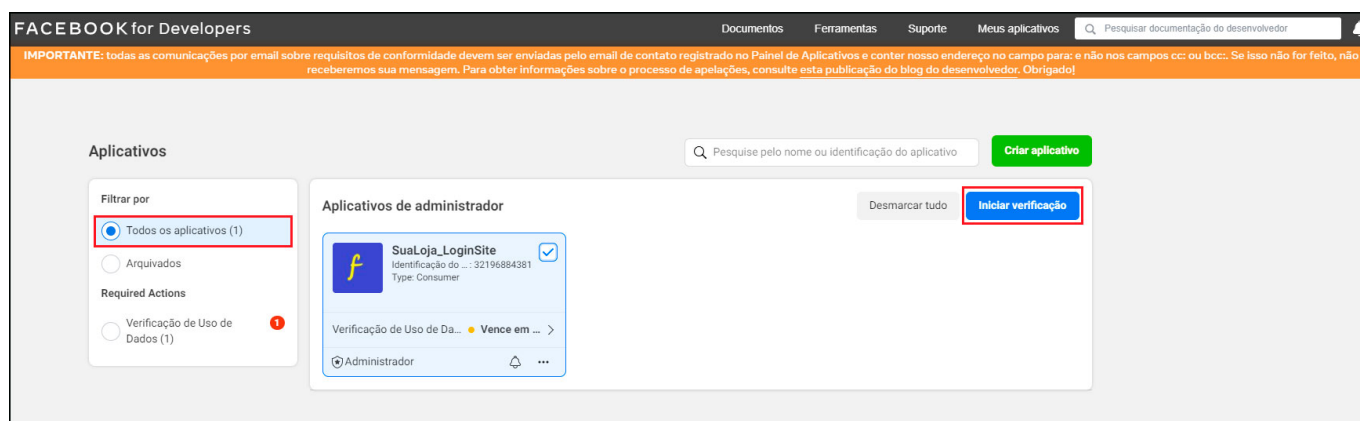 FACEBOOK for Developers
Documentos
Ferramentas
Suporte
Meus aplicativos
Pesquisar documentação do desenvolvedor
IMPORTANTE: todas as comunicações por email sobre requisitos de conformidade devem ser enviadas pelo email de contato registrado no Painel de Aplicativos e conter nosso endereço no campo para: e não nos campos cc: ou bcc:. Se isso não for feito, não
receberemos sua mensagem. Para obter informações sobre o processo de apelações, consulte esta publicação do blog do desenvolvedor. Obrigado!
Aplicativos
Pesquise pelo nome ou identificação do aplicativo
Criar aplicativo
Filtrar por
Todos os aplicativos (1)
Arquivados
Required Actions
Verificação de Uso de
Dados (1)
1
Aplicativos de administrador
Desmarcar tudo
Iniciar verificação
f
SuaLoja_LoginSite
Identificação do ...: 32196884381
Type: Consumer
Verificação de Uso de Da... Vence em ...
Administrador